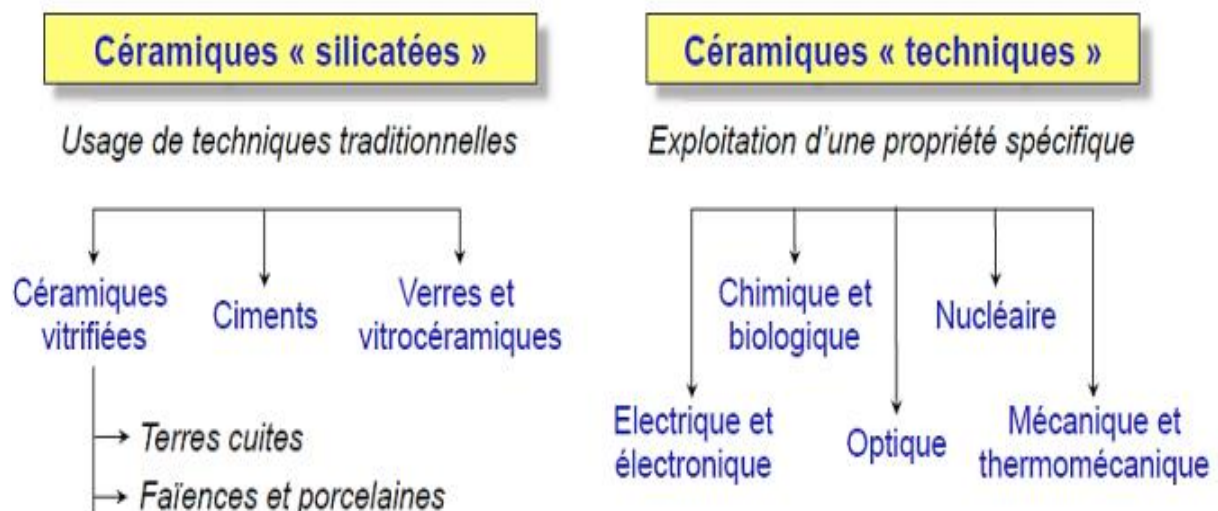 Céramiques « silicatées »
Usage de techniques traditionnelles
Céramiques
vitrifiées
Ciments
Verres et
vitrocéramiques
Terres cuites
Faïences et porcelaines
Céramiques « techniques »
Exploitation d'une propriété spécifique
Chimique et
biologique
Nucléaire
Electrique et
électronique
Optique
Mécanique et
thermomécanique